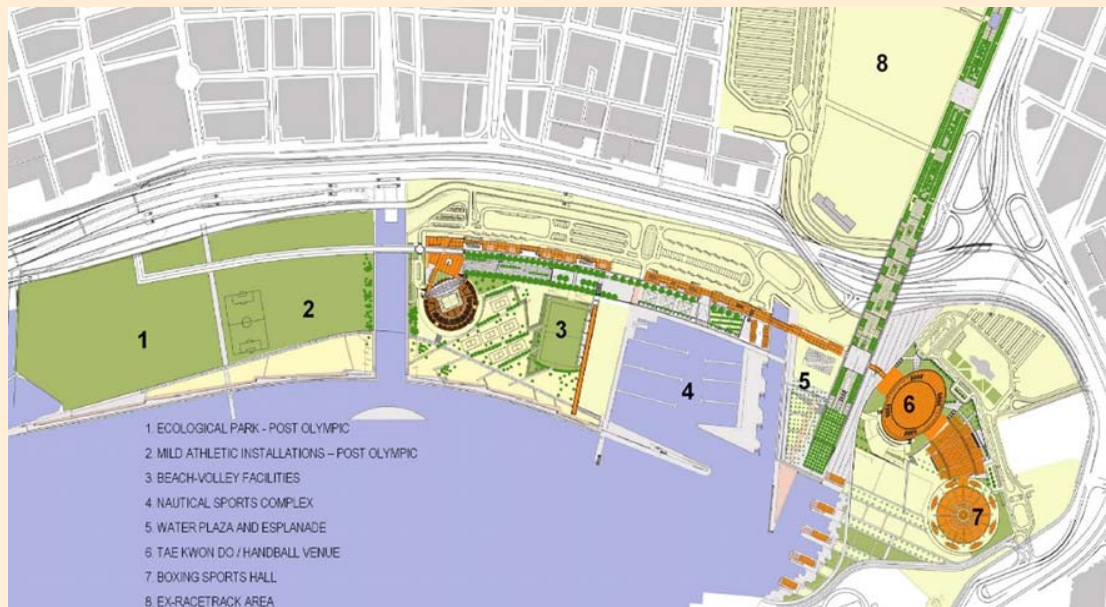 8
1
2
3
4
5
6
7
1. ECOLOGICAL PARK - POST OLYMPIC
2. MILD ATHLETIC INSTALLATIONS – POST OLYMPIC
3. BEACH-VOLLEY FACILITIES
4. NAUTICAL SPORTS COMPLEX
5. WATER PLAZA AND ESPLANADE
6. TAE KWON DO / HANDBALL VENUE
7. BOXING SPORTS HALL
8. EX-RACETRACK AREA